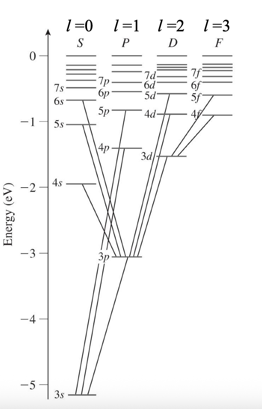 l=0 l=1 l=2 l=3
S P D F
0
7s 7p 7d 7f
6s 6p 6d 6f
5s 5p 5d 5f
-1
4p 4d 4f
3d
-2
4s
-3
3p
-4
-5
3s
Energy (eV)